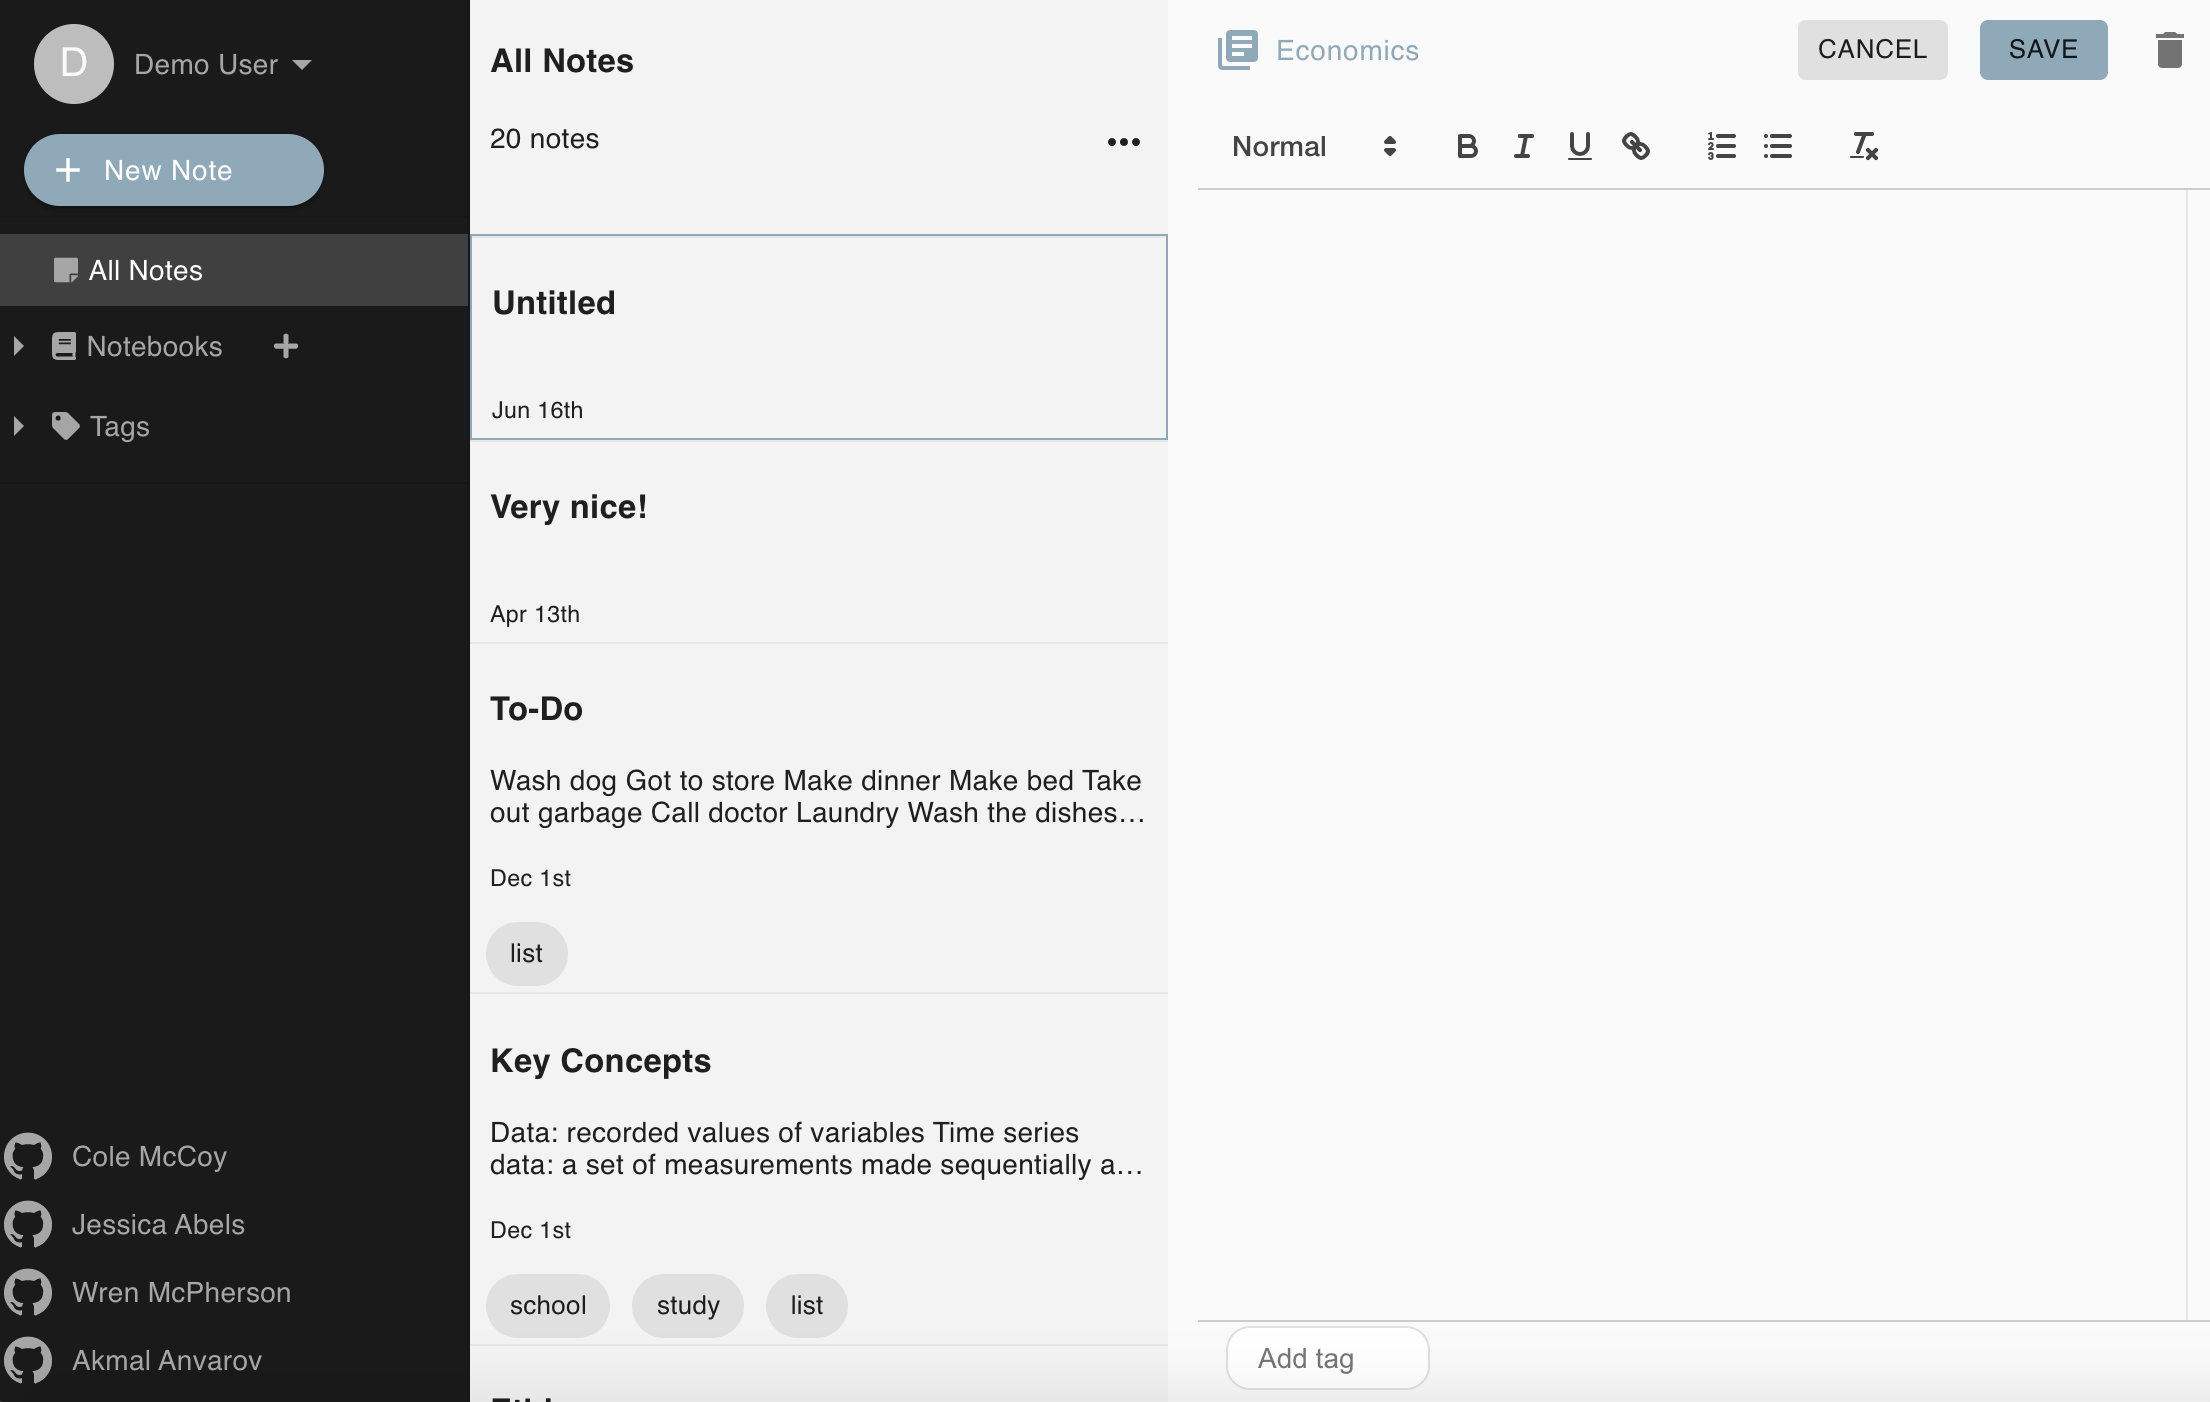 D
Demo User
New Note
All Notes
Notebooks
Tags
Cole McCoy
Jessica Abels
Wren McPherson
Akmal Anvarov
All Notes
20 notes
Untitled
Jun 16th
Very nice!
Apr 13th
To-Do
Wash dog Got to store Make dinner Make bed Take
out garbage Call doctor Laundry Wash the dishes…
Dec 1st
list
Key Concepts
Data: recorded values of variables Time series
data: a set of measurements made sequentially a…
Dec 1st
school study list
Economics
CANCEL SAVE
Normal B I U
Add tag